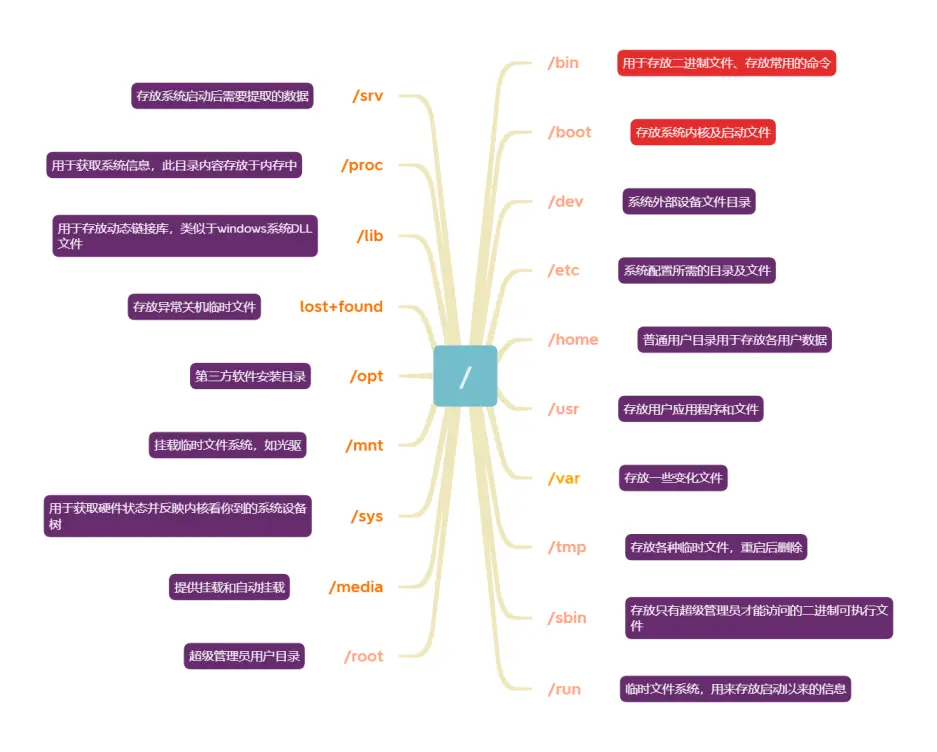 /
/bin
用于存放二进制文件、存放常用的命令
/boot
存放系统内核及启动文件
/dev
系统外部设备文件目录
/etc
系统配置所需的目录及文件
/home
普通用户目录用于存放各用户数据
/usr
存放用户应用程序和文件
/var
存放一些变化文件
/tmp
存放各种临时文件，重启后删除
/sbin
存放只有超级管理员才能访问的二进制可执行文
件
/run
临时文件系统，用来存放启动以来的信息
存放系统启动后需要提取的数据
/srv
用于获取系统信息，此目录内容存放于内存中
/proc
用于存放动态链接库，类似于windows系统DLL
文件
/lib
存放异常关机临时文件
lost+found
第三方软件安装目录
/opt
挂载临时文件系统，如光驱
/mnt
用于获取硬件状态并反映内核看你到的系统设备
树
/sys
提供挂载和自动挂载
/media
超级管理员用户目录
/root